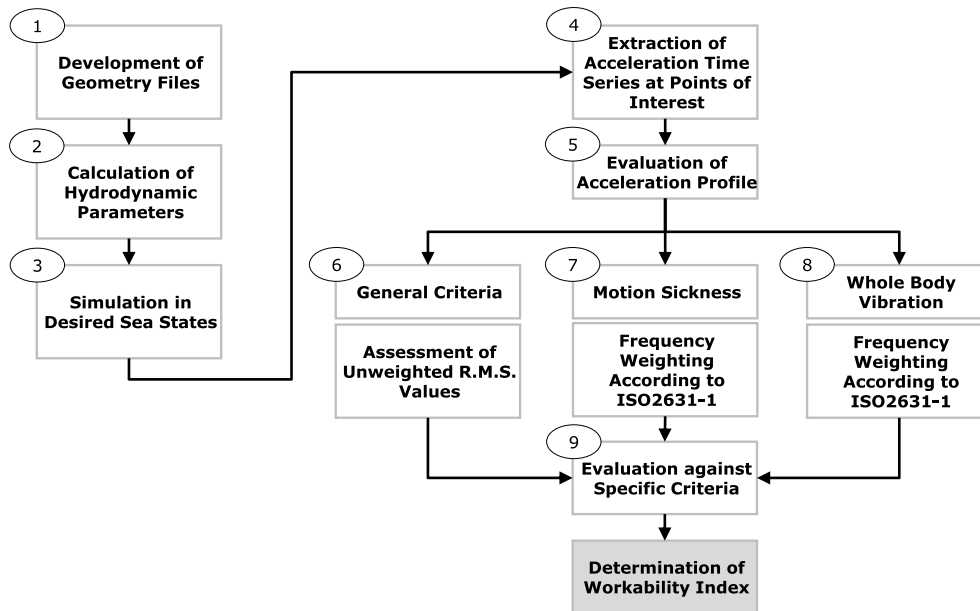 1
Development of
Geometry Files
2
Calculation of
Hydrodynamic
Parameters
3
Simulation in
Desired Sea States
4
Extraction of
Acceleration Time
Series at Points of
Interest
5
Evaluation of
Acceleration Profile
6
General Criteria
Assessment of
Unweighted R.M.S.
Values
7
Motion Sickness
Frequency
Weighting
According to
ISO2631-1
8
Whole Body
Vibration
Frequency
Weighting
According to
ISO2631-1
9
Evaluation against
Specific Criteria
Determination of
Workability Index